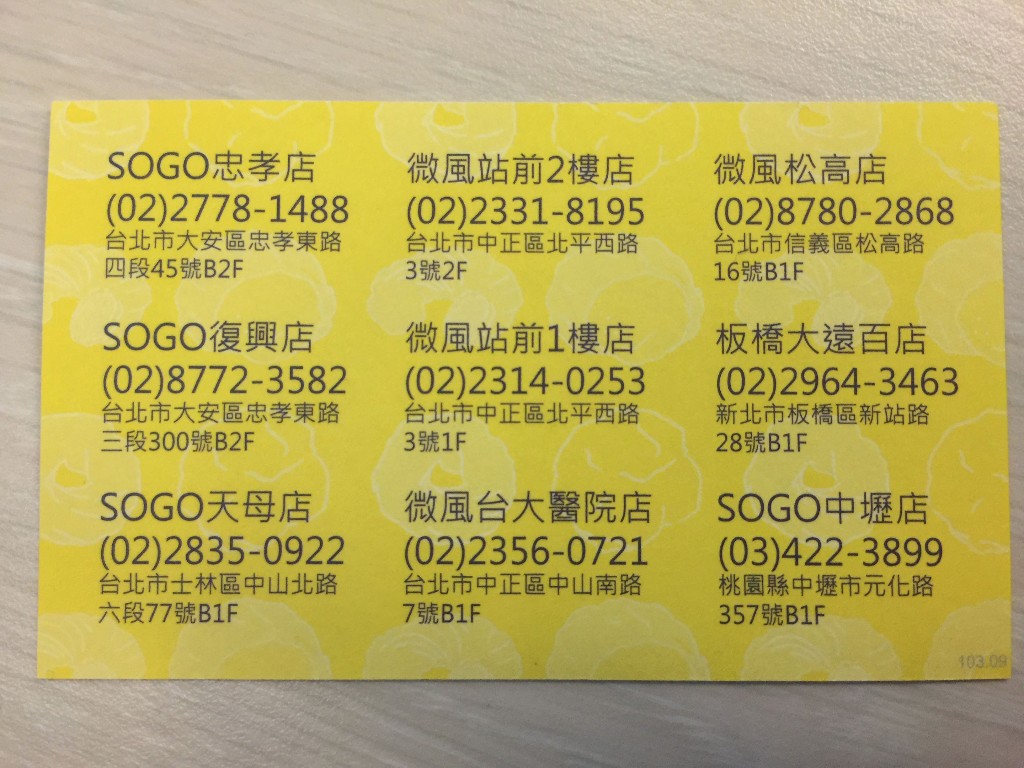 SOGO忠孝店
(02)2778-1488
台北市大安區忠孝東路
四段45號B2F
微風站前2樓店
(02)2331-8195
台北市中正區北平西路
3號2F
微風松高店
(02)8780-2868
台北市信義區松高路
16號B1F
SOGO復興店
(02)8772-3582
台北市大安區忠孝東路
三段300號B2F
微風站前1樓店
(02)2314-0253
台北市中正區北平西路
3號1F
板橋大遠百店
(02)2964-3463
新北市板橋區新站路
28號B1F
SOGO天母店
(02)2835-0922
台北市士林區中山北路
六段77號B1F
微風台大醫院店
(02)2356-0721
台北市中正區中山南路
7號B1F
SOGO中壢店
(03)422-3899
桃園縣中壢市元化路
357號B1F
103.09